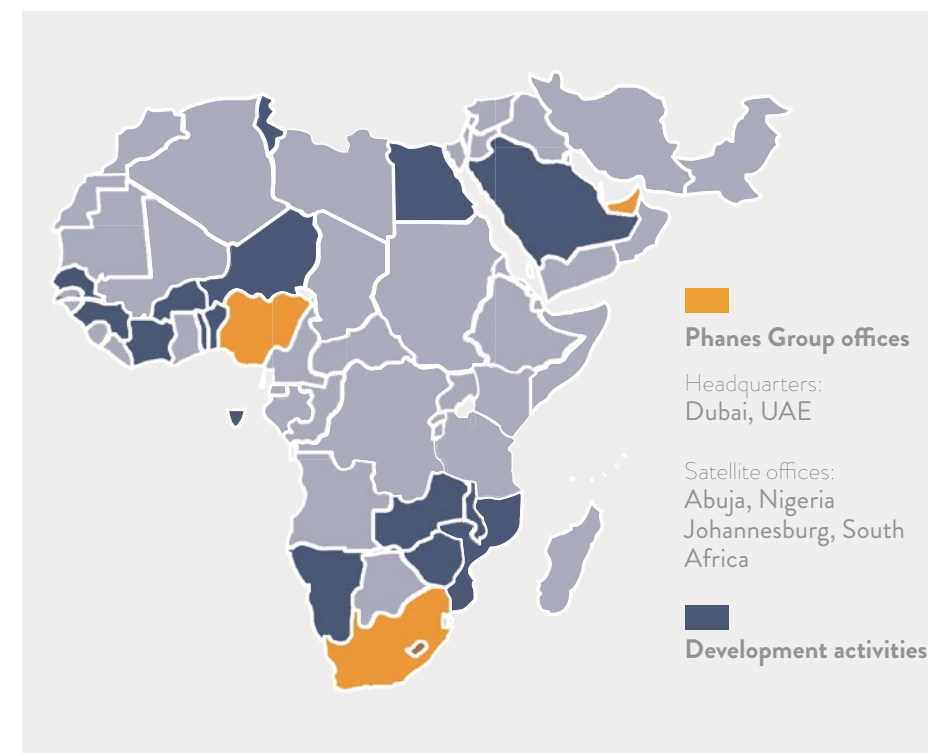 Phanes Group offices
Headquarters:
Dubai, UAE
Satellite offices:
Abuja, Nigeria
Johannesburg, South
Africa
Development activities